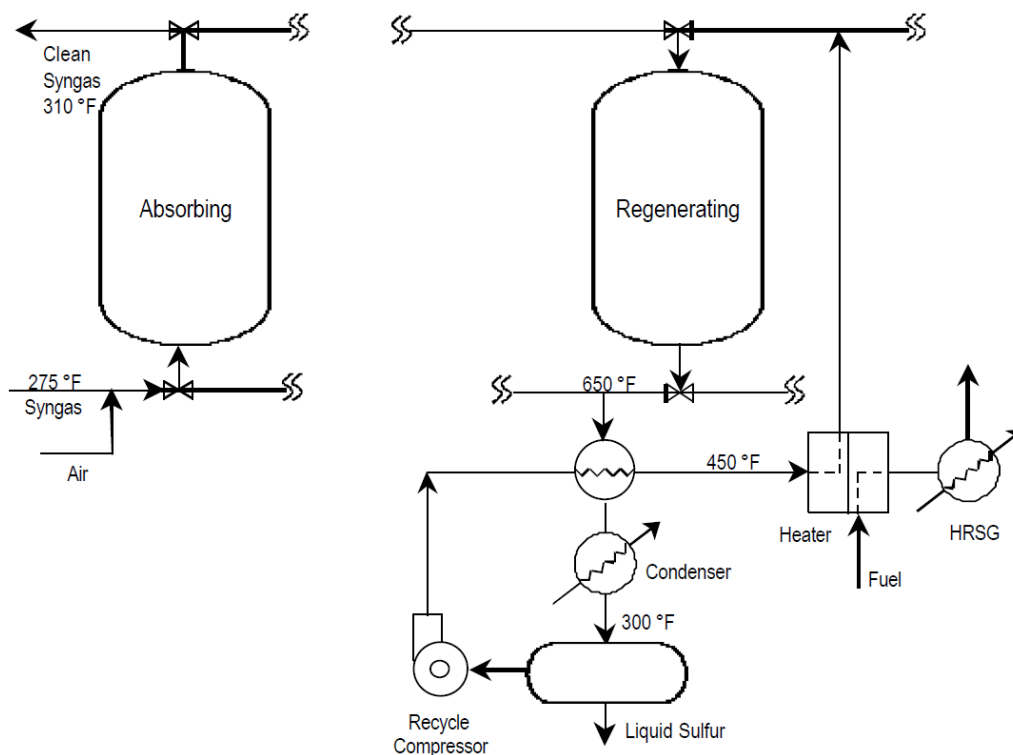 Clean
Syngas
310 °F
Absorbing
Regenerating
275 °F
Syngas
Air
650 °F
450 °F
Heater
HRSG
Fuel
Condenser
300 °F
Recycle
Compressor
Liquid Sulfur